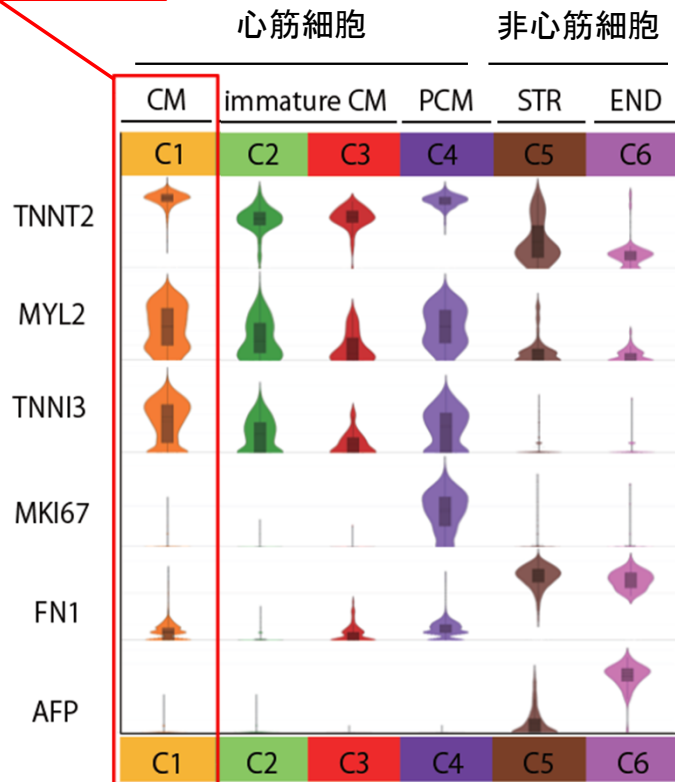 心筋細胞 非心筋細胞
CM immature CM PCM STR END
C1 C2 C3 C4 C5 C6
TNNT2
MYL2
TNNI3
MKI67
FN1
AFP
C1 C2 C3 C4 C5 C6